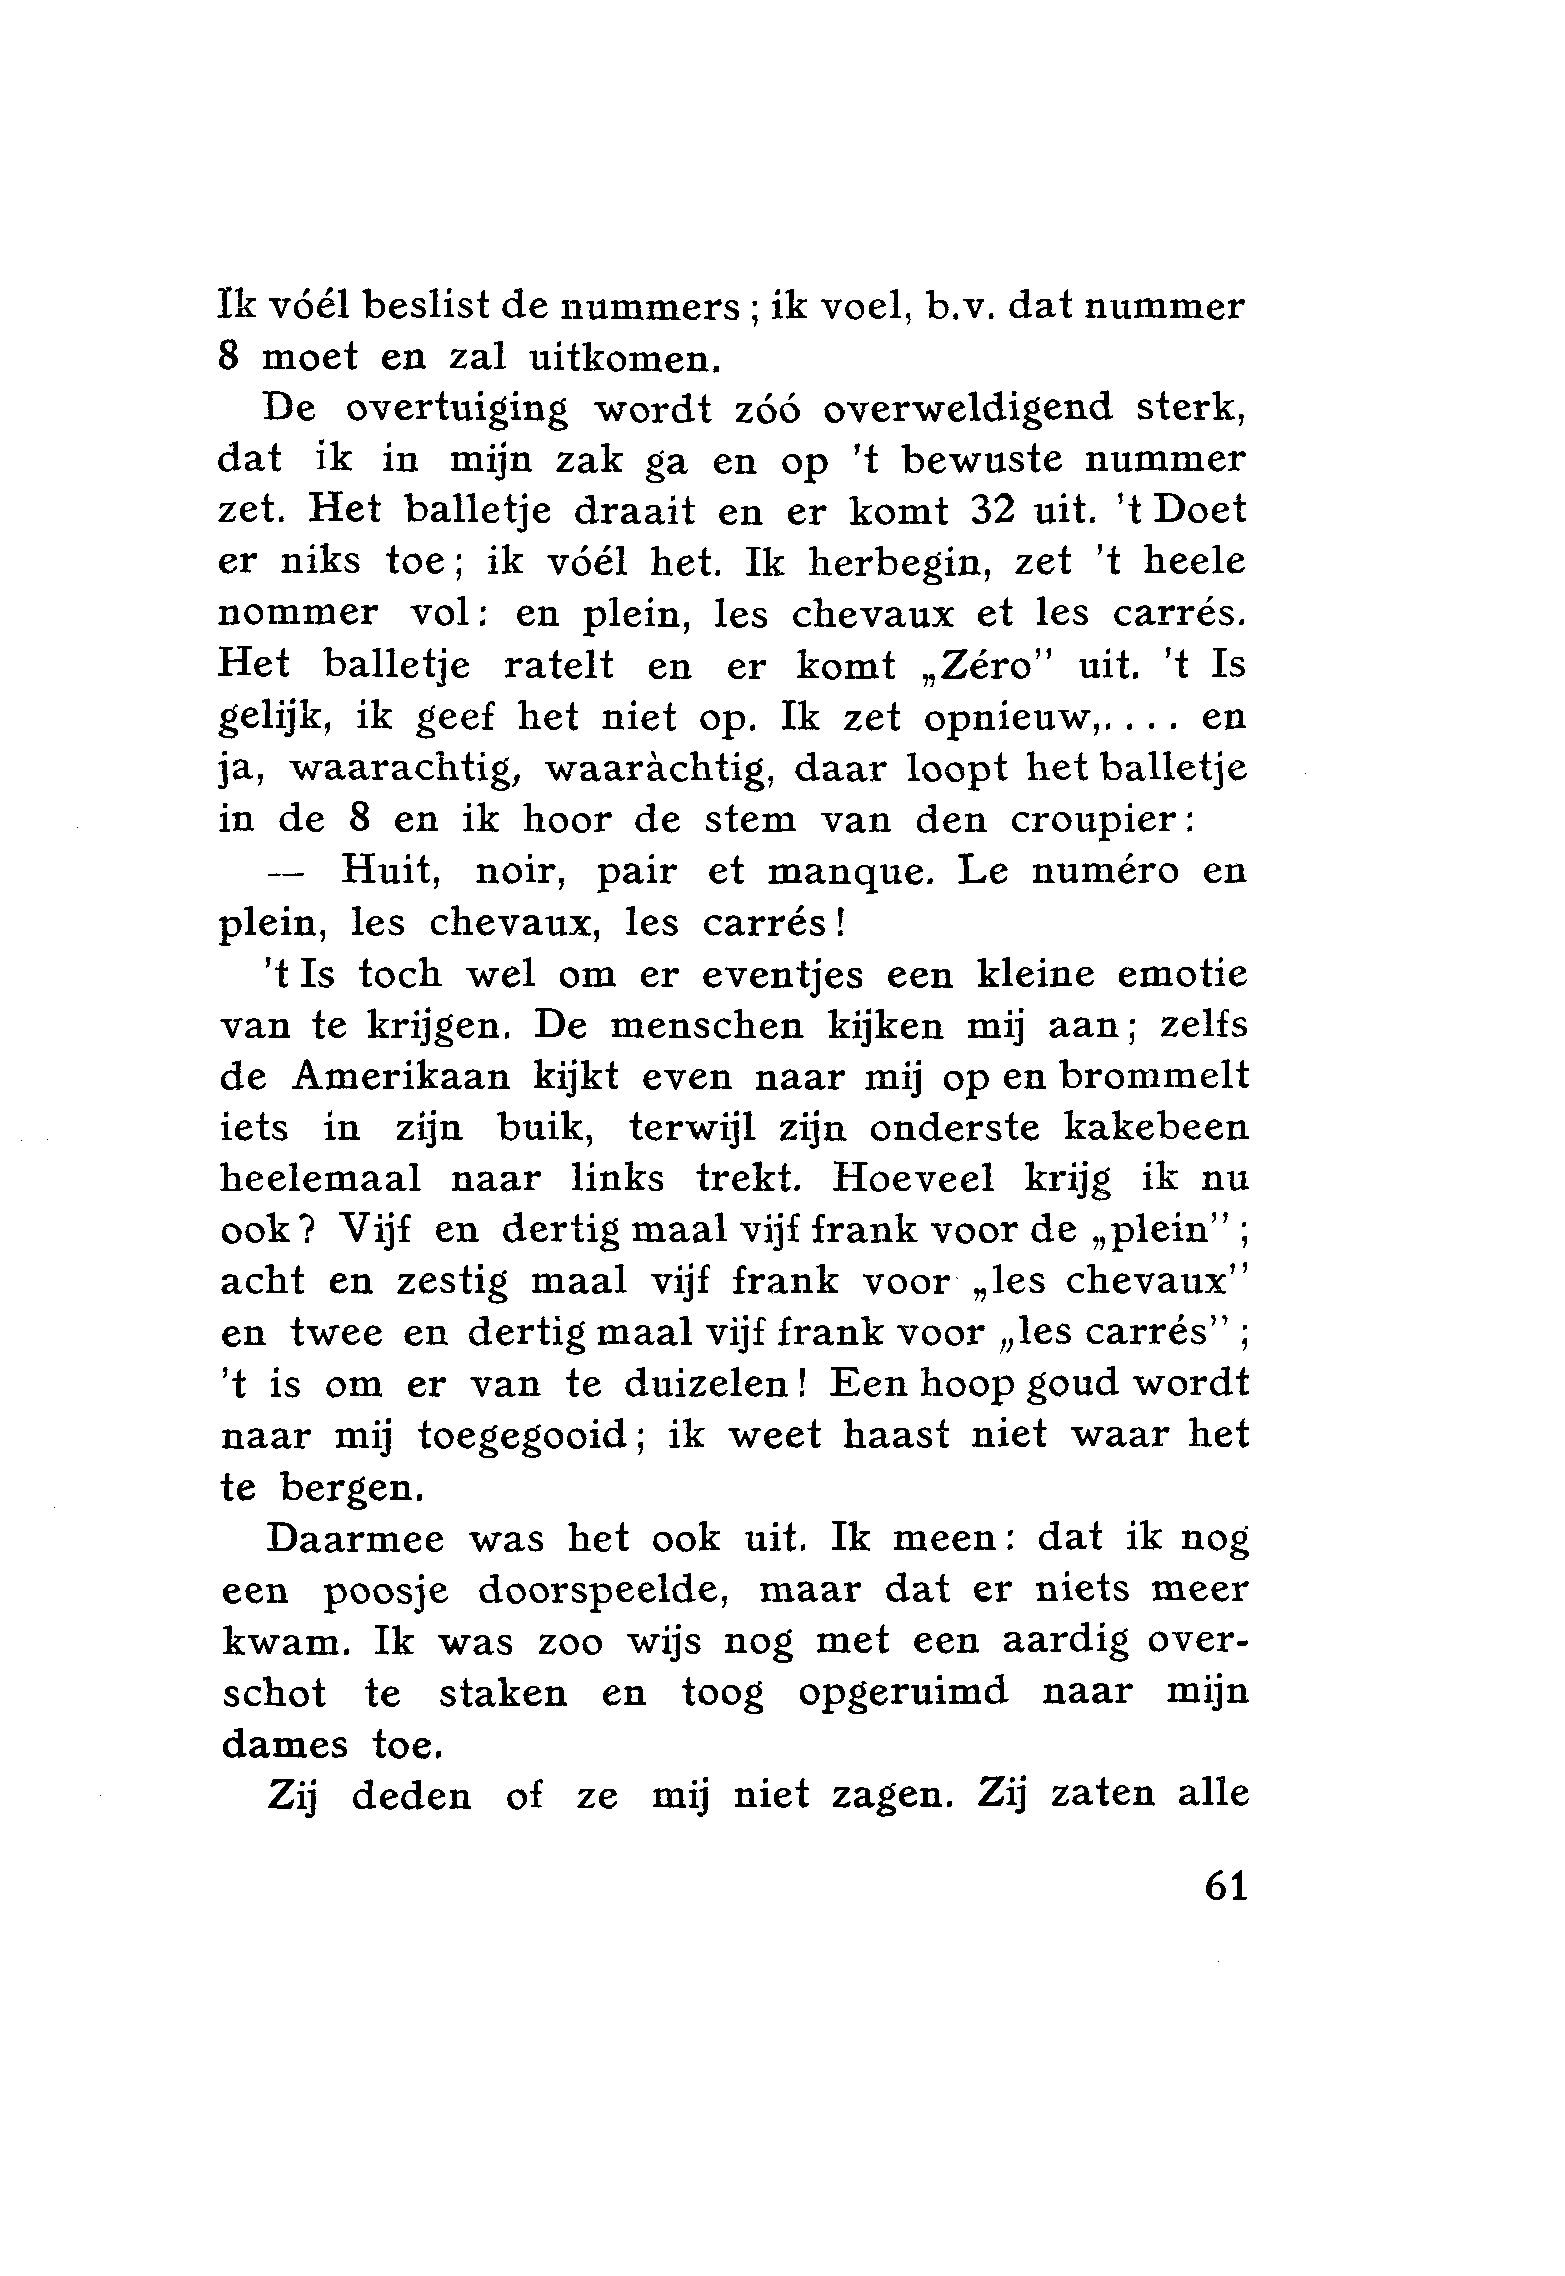 Ik vóél beslist de nummers ; ik voel, b.v. dat nummer
8 moet en zal uitkomen.
De overtuiging wordt zóó overweldigend sterk,
dat ik in mijn zak ga en op 't bewuste nummer
zet. Het balletje draait en er komt 32 uit. 't Doet
er niks toe; ik vóél het. Ik herbegin, zet 't heele
nommer vol: en plein, les chevaux et les carrés.
Het balletje ratelt en er komt „Zéro” uit. 't Is
gelijk, ik geef het niet op. Ik zet opnieuw,.... en
ja, waarachtig, waaràchtig, daar loopt het balletje
in de 8 en ik hoor de stem van den croupier:
— Huit, noir, pair et manque. Le numéro en
plein, les chevaux, les carrés!
't Is toch wel om er eventjes een kleine emotie
van te krijgen. De menschen kijken mij aan; zelfs
de Amerikaan kijkt even naar mij op en brommelt
iets in zijn buik, terwijl zijn onderste kakebeen
heelemaal naar links trekt. Hoeveel krijg ik nu
ook? Vijf en dertig maal vijf frank voor de „plein”;
acht en zestig maal vijf frank voor „les chevaux”
en twee en dertig maal vijf frank voor „les carrés”;
't is om er van te duizelen! Een hoop goud wordt
naar mij toegegooid; ik weet haast niet waar het
te bergen.
Daarmee was het ook uit. Ik meen: dat ik nog
een poosje doorspeelde, maar dat er niets meer
kwam. Ik was zoo wijs nog met een aardig over-
schot te staken en toog opgeruimd naar mijn
dames toe.
Zij deden of ze mij niet zagen. Zij zaten alle
61